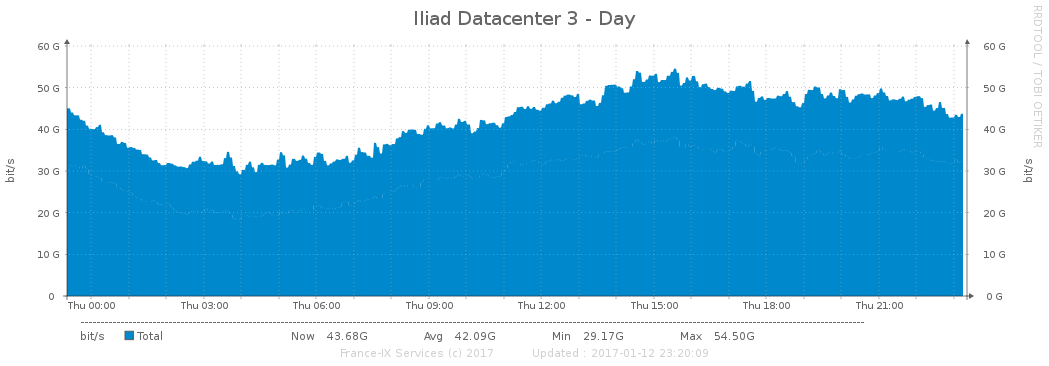 Iliad Datacenter 3 - Day
RRDTOOL / TOBI OETIKER
60 G 60 G
50 G 50 G
40 G 40 G
30 G 30 G
20 G 20 G
10 G 10 G
0 0 G
bit/s bit/s
Thu 00:00 Thu 03:00 Thu 06:00 Thu 09:00 Thu 12:00 Thu 15:00 Thu 18:00 Thu 21:00
bit/s Total Now 43.68G Avg 42.09G Min 29.17G Max 54.50G
France-IX Services (c) 2017 Updated : 2017-01-12 23:20:09